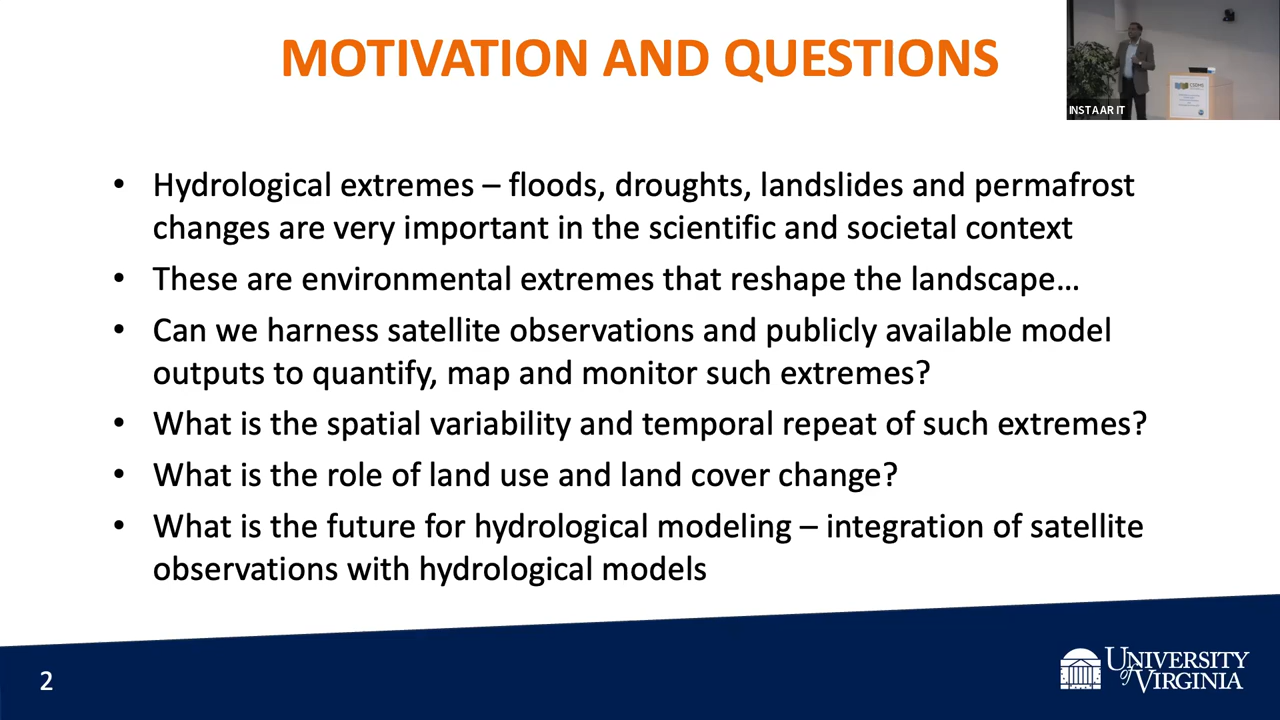 MOTIVATION AND QUESTIONS
INSTAAR IT
• Hydrological extremes – floods, droughts, landslides and permafrost
changes are very important in the scientific and societal context
• These are environmental extremes that reshape the landscape…
• Can we harness satellite observations and publicly available model
outputs to quantify, map and monitor such extremes?
• What is the spatial variability and temporal repeat of such extremes?
• What is the role of land use and land cover change?
• What is the future for hydrological modeling – integration of satellite
observations with hydrological models
2
UNIVERSITY
of VIRGINIA